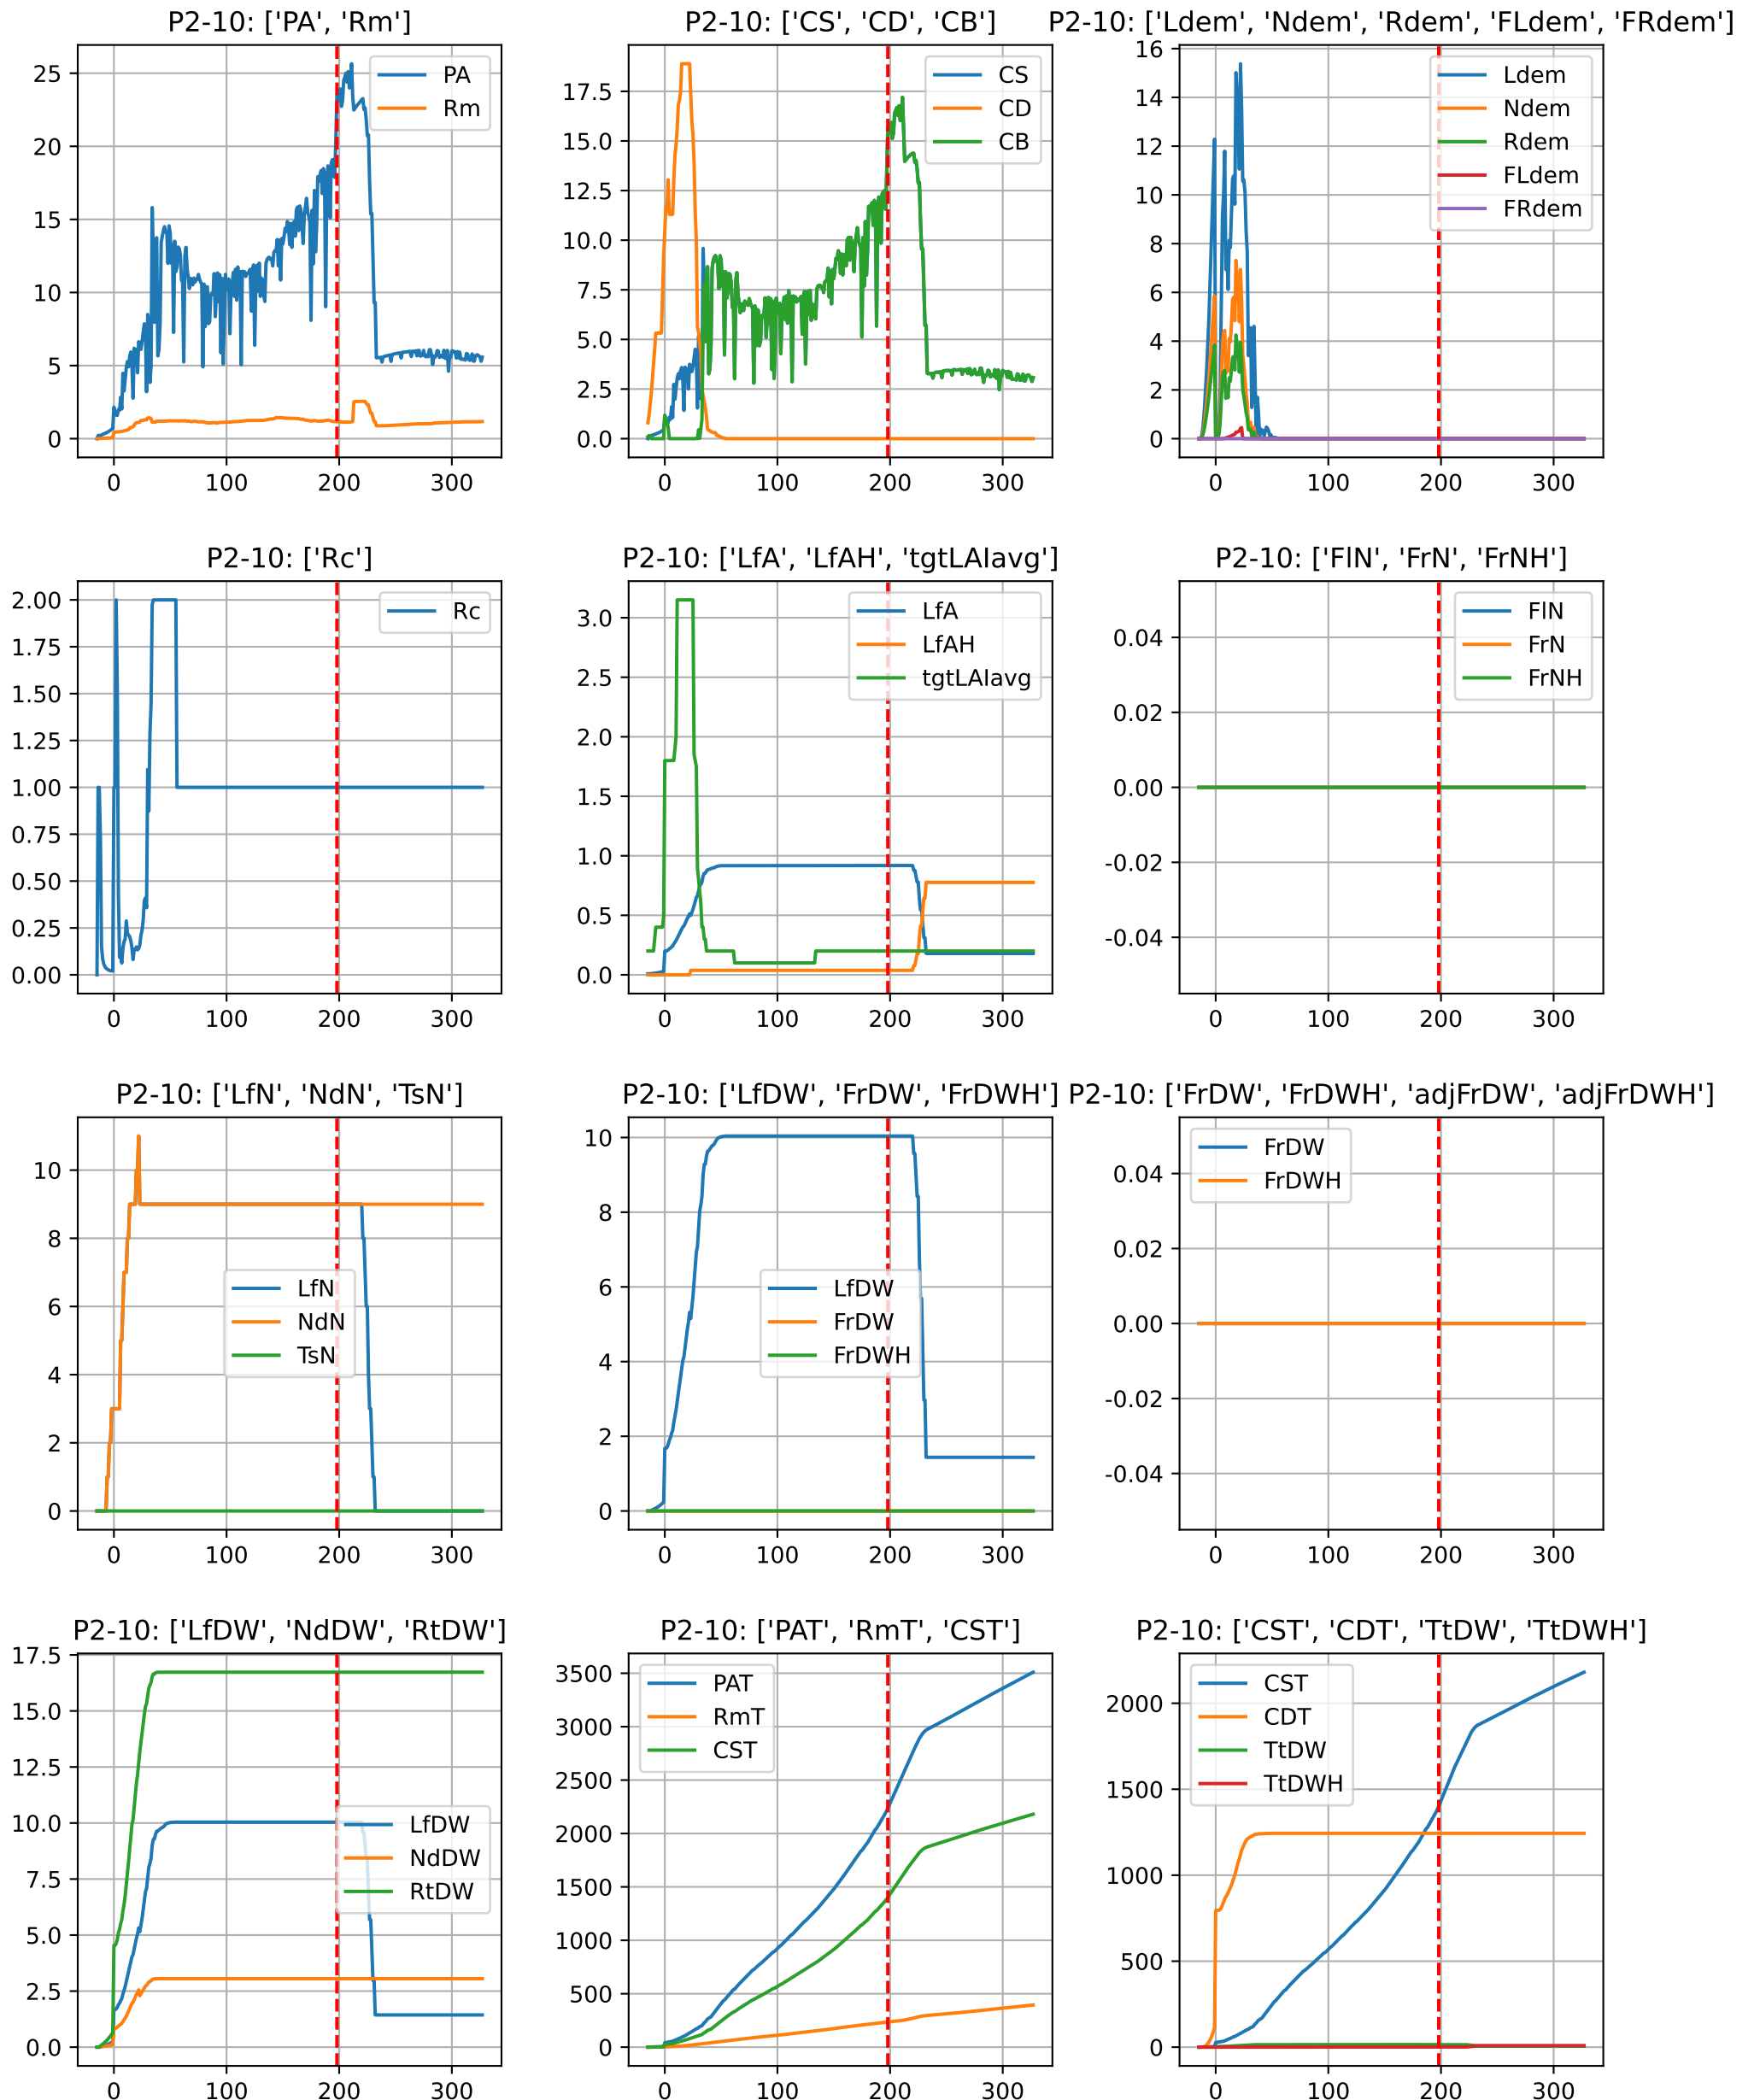 P2-10: ['PA', 'Rm']
25
20
15
10
5
0
0 100 200 300
PA
Rm
P2-10: ['CS', 'CD', 'CB']
17.5
15.0
12.5
10.0
7.5
5.0
2.5
0.0
0 100 200 300
CS
CD
CB
P2-10: ['Ldem', 'Ndem', 'Rdem', 'FLdem', 'FRdem']
16
14
12
10
8
6
4
2
0
0 100 200 300
Ldem
Ndem
Rdem
FLdem
FRdem
P2-10: ['Rc']
2.00
1.75
1.50
1.25
1.00
0.75
0.50
0.25
0.00
0 100 200 300
Rc
P2-10: ['LfA', 'LfAH', 'tgtLAIavg']
3.0
2.5
2.0
1.5
1.0
0.5
0.0
0 100 200 300
LfA
LfAH
tgtLAIavg
P2-10: ['FlN', 'FrN', 'FrNH']
0.04
0.02
0.00
-0.02
-0.04
0 100 200 300
FlN
FrN
FrNH
P2-10: ['LfN', 'NdN', 'TsN']
10
8
6
4
2
0
0 100 200 300
LfN
NdN
TsN
P2-10: ['LfDW', 'FrDW', 'FrDWH']
10
8
6
4
2
0
0 100 200 300
LfDW
FrDW
FrDWH
P2-10: ['FrDW', 'FrDWH', 'adjFrDW', 'adjFrDWH']
0.04
0.02
0.00
-0.02
-0.04
0 100 200 300
FrDW
FrDWH
P2-10: ['LfDW', 'NdDW', 'RtDW']
17.5
15.0
12.5
10.0
7.5
5.0
2.5
0.0
0 100 200 300
LfDW
NdDW
RtDW
P2-10: ['PAT', 'RmT', 'CST']
3500
3000
2500
2000
1500
1000
500
0
0 100 200 300
PAT
RmT
CST
P2-10: ['CST', 'CDT', 'TtDW', 'TtDWH']
2000
1500
1000
500
0
0 100 200 300
CST
CDT
TtDW
TtDWH